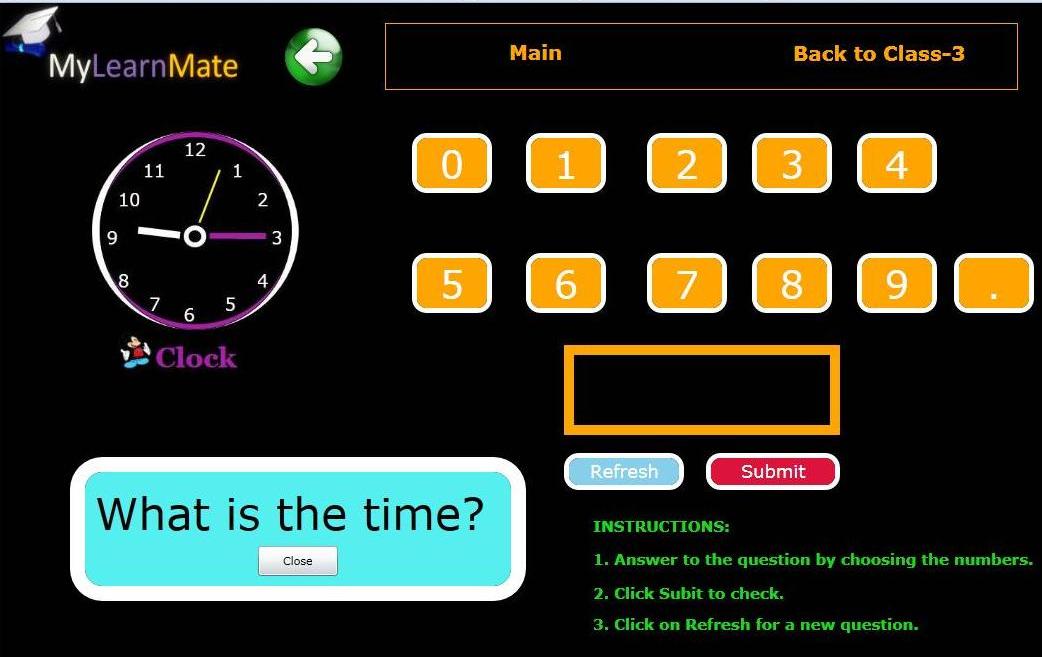 MyLearnMate
Main
Back to Class-3
12
11
1
10
2
9
3
8
4
7
5
6
Clock
0
1
2
3
4
5
6
7
8
9
.
Refresh
Submit
What is the time?
Close
INSTRUCTIONS:
1. Answer to the question by choosing the numbers.
2. Click Subit to check.
3. Click on Refresh for a new question.